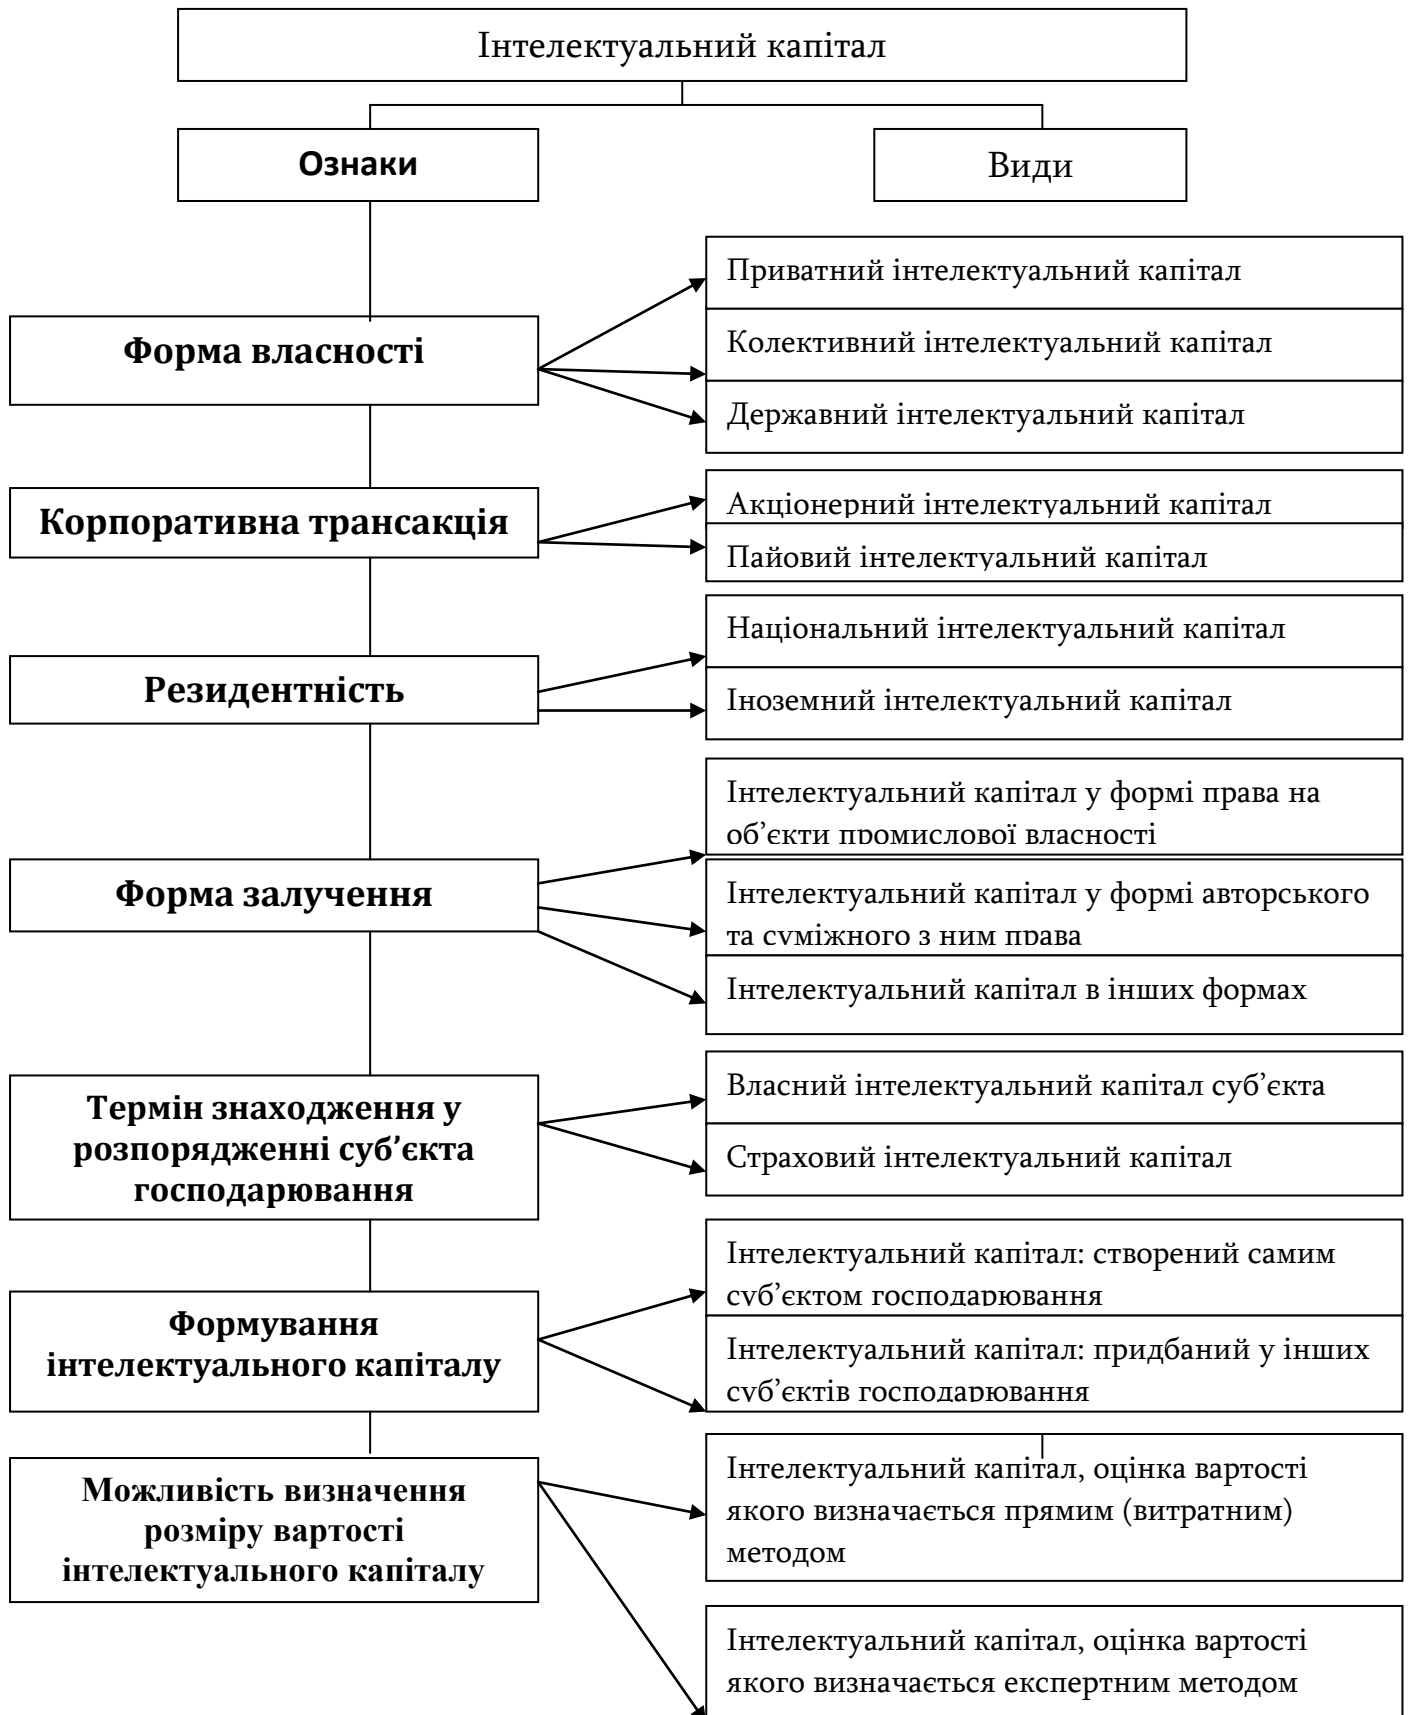 Інтелектуальний капітал
Ознаки
Види
Форма власності
Приватний інтелектуальний капітал
Колективний інтелектуальний капітал
Державний інтелектуальний капітал
Корпоративна трансакція
Акціонерний інтелектуальний капітал
Пайовий інтелектуальний капітал
Резидентність
Національний інтелектуальний капітал
Іноземний інтелектуальний капітал
Форма залучення
Інтелектуальний капітал у формі права на
об’єкти промислової власності
Інтелектуальний капітал у формі авторського
та суміжного з ним права
Інтелектуальний капітал в інших формах
Термін знаходження у
розпорядженні суб’єкта
господарювання
Власний інтелектуальний капітал суб’єкта
Страховий інтелектуальний капітал
Формування
інтелектуального капіталу
Інтелектуальний капітал: створений самим
суб’єктом господарювання
Інтелектуальний капітал: придбаний у інших
суб’єктів господарювання
Можливість визначення
розміру вартості
інтелектуального капіталу
Інтелектуальний капітал, оцінка вартості
якого визначається прямим (витратним)
методом
Інтелектуальний капітал, оцінка вартості
якого визначається експертним методом